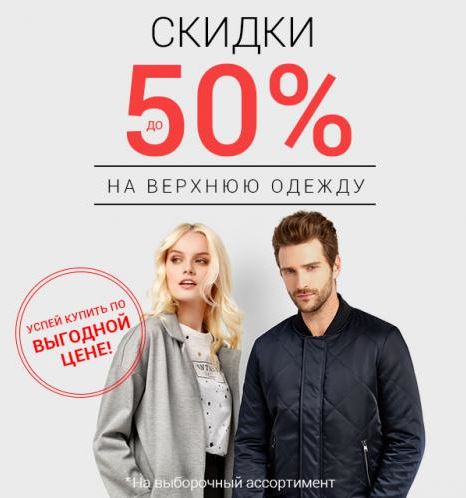 СКИДКИ
до 50%
НА ВЕРХНЮЮ ОДЕЖДУ
УСПЕЙ КУПИТЬ ПО
ВЫГОДНОЙ
ЦЕНЕ!
*На выборочный ассортимент